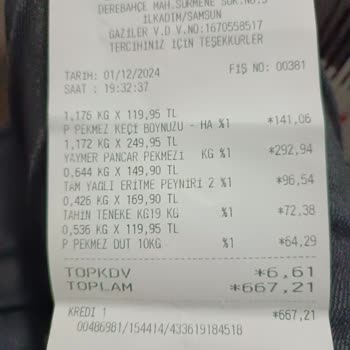 DEREBAHÇE MAH.SÜRMENE SOK.NO:5
İLKADIM/SAMSUN
GAZİLER V.D V.NO:1670558517
TERCİHİNİZ İÇİN TEŞEKKÜRLER
TARİH: 01/12/2024 FİŞ NO: 00381
SAAT : 19:32:37
1,176 KG X 119,95 TL
P PEKMEZ KEÇİ BOYNUZU - HA %1 *141,06
1,172 KG X 249,95 TL
YAYMER PANCAR PEKMEZİ KG %1 *292,94
0,644 KG X 149,90 TL
TAM YAGLI ERİTME PEYNİRİ 2 %1 *96,54
0,426 KG X 169,90 TL
TAHİN TENEKE KG19 KG %1 *72,38
0,536 KG X 119,95 TL
P PEKMEZ DUT 10KG %1 *64,29
TOPKDV *6,61
TOPLAM *667,21
KREDİ 1 *667,21
00486981/154414/433619184518